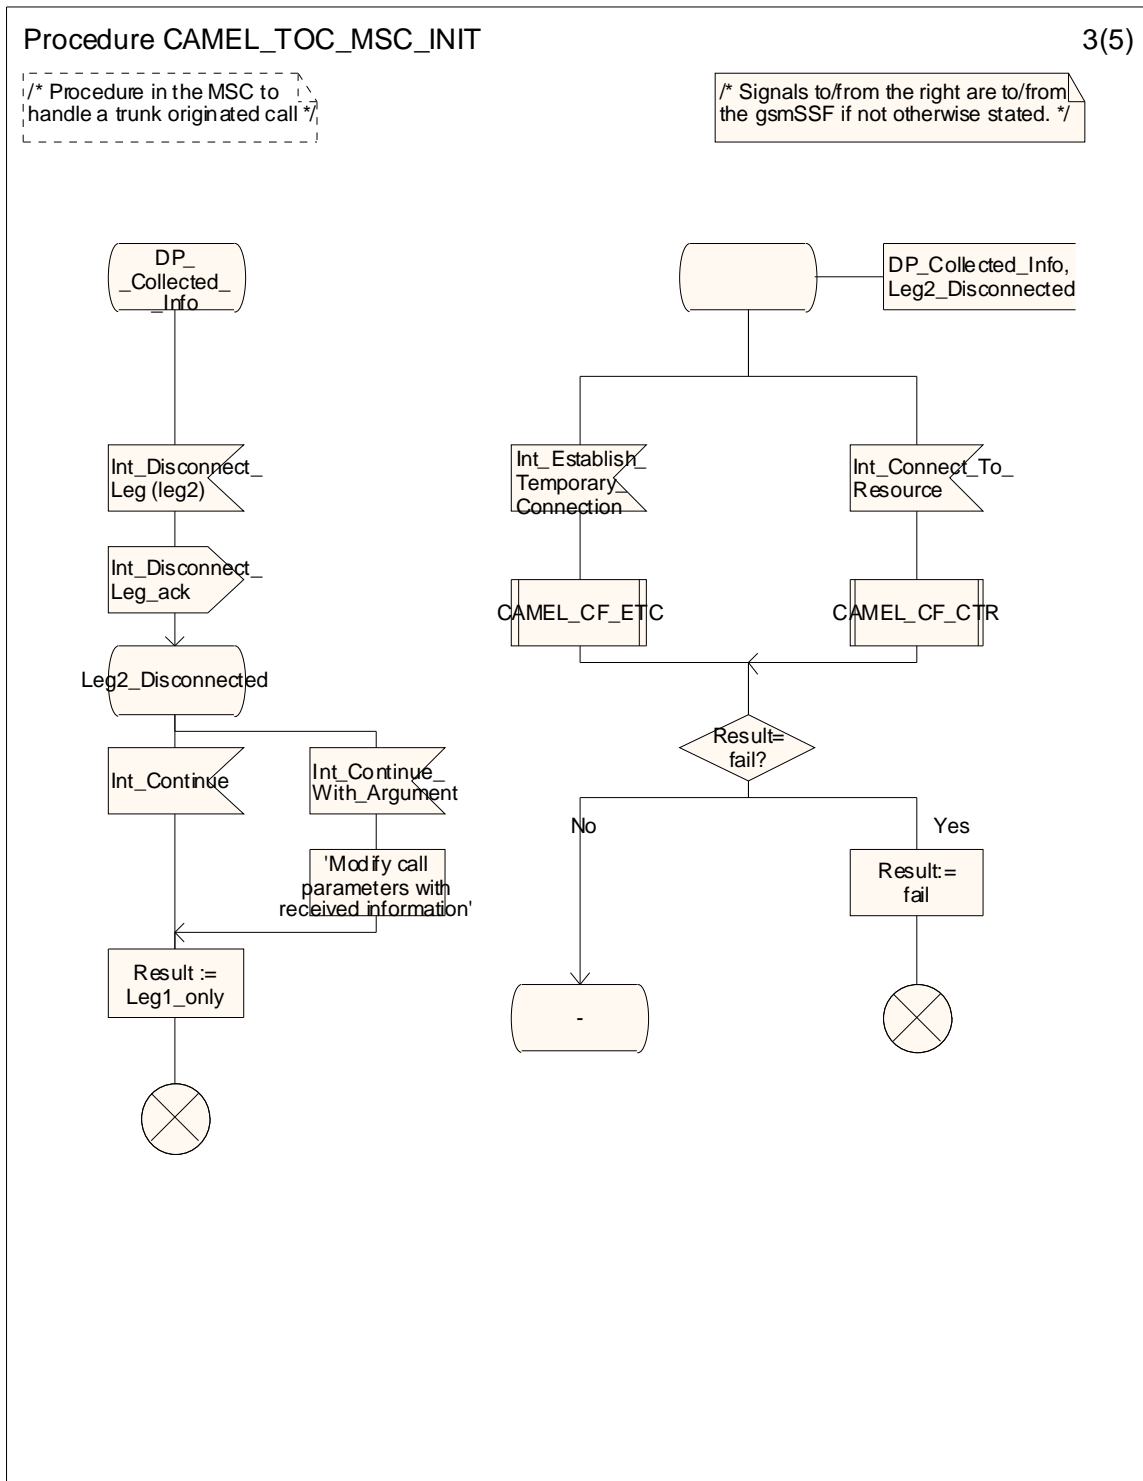 Procedure CAMEL_TOC_MSC_INIT
3(5)
/* Procedure in the MSC to
handle a trunk originated call */
/* Signals to/from the right are to/from
the gsmSSF if not otherwise stated. */
DP_
_Collected_
_Info
DP_Collected_Info,
Leg2_Disconnected
Int_Disconnect_
Leg (leg2)
Int_Establish_
Temporary_
Connection
Int_Connect_To_
Resource
Int_Disconnect_
Leg_ack
CAMEL_CF_ETC
CAMEL_CF_CTR
Leg2_Disconnected
Result=
fail?
Int_Continue
Int_Continue_
With_Argument
No
Yes
'Modify call
parameters with
received information'
Result:=
fail
Result :=
Leg1_only
-